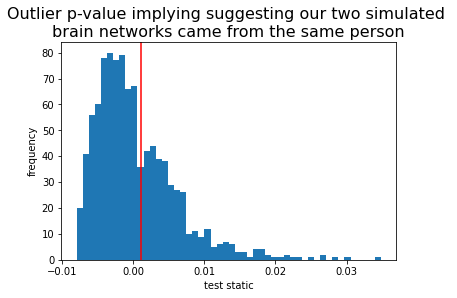 Outlier p-value implying suggesting our two simulated
brain networks came from the same person
80
70
60
50
40
30
20
10
0
frequency
−0.01 0.00 0.01 0.02 0.03
test static